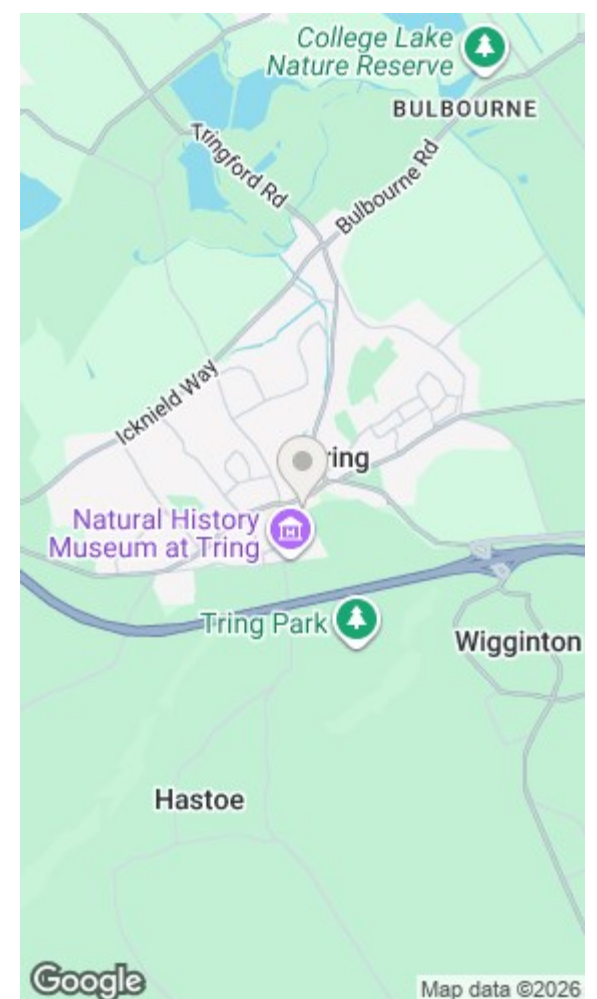 College Lake
Nature Reserve
BULBOURNE
Tringford Rd
Bulbourne Rd
Icknield Way
ring
Natural History
Museum at Tring
Tring Park
Wigginton
Hastoe
Google
Map data ©2026